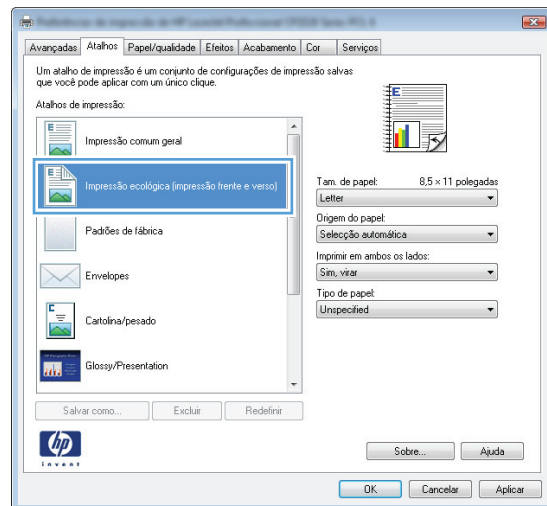 Avançadas Atalhos Papel/qualidade Efeitos Acabamento Cor Serviços
Um atalho de impressão é um conjunto de configurações de impressão salvas
que você pode aplicar com um único clique.
Atalhos de impressão:
Impressão comum geral
Impressão ecológica (impressão frente e verso)
Padrões de fábrica
Envelopes
Cartolina/pesado
Glossy/Presentation
Tam. de papel: 8,5 × 11 polegadas
Letter
Origem do papel:
Selecção automática
Imprimir em ambos os lados:
Sim, virar
Tipo de papel:
Unspecified
Salvar como... Excluir Redefinir
hp
invent
Sobre... Ajuda
OK Cancelar Aplicar